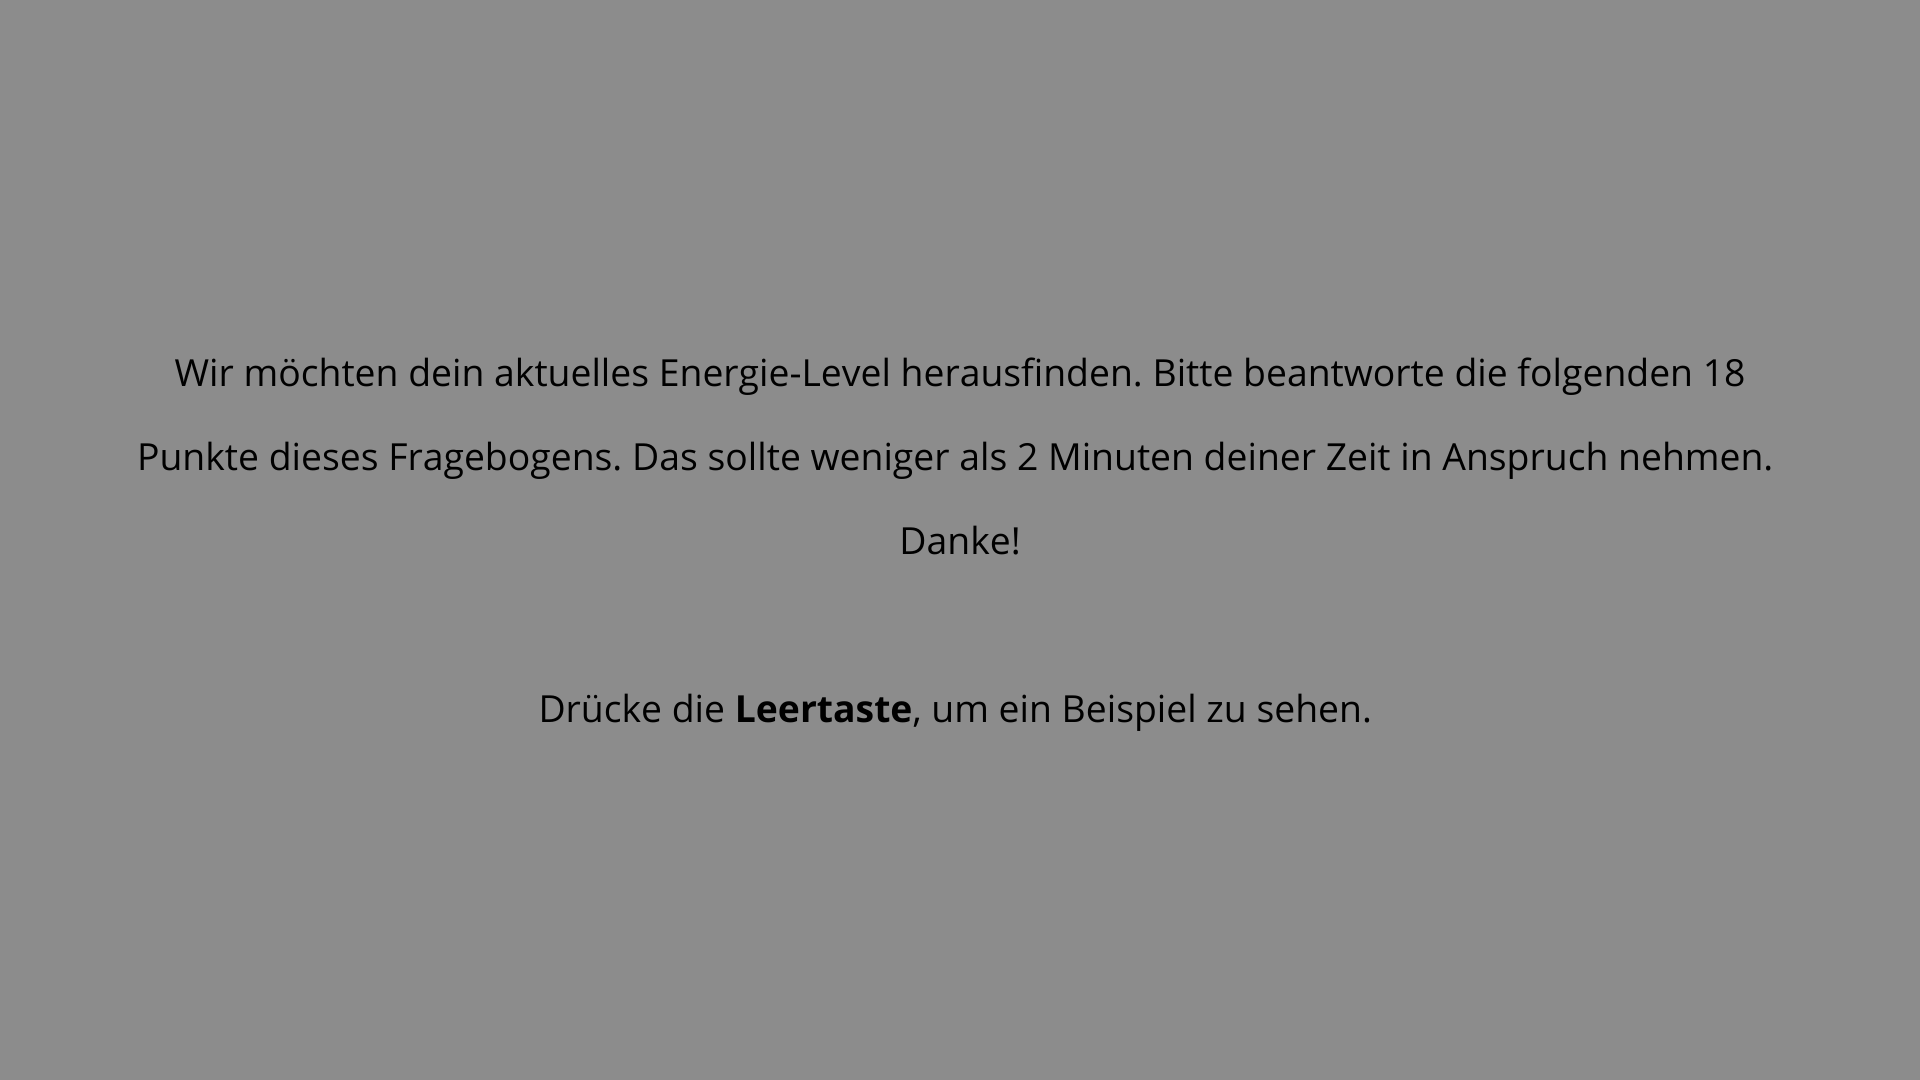 Wir möchten dein aktuelles Energie-Level herausfinden. Bitte beantworte die folgenden 18
Punkte dieses Fragebogens. Das sollte weniger als 2 Minuten deiner Zeit in Anspruch nehmen.
Danke!
Drücke die Leertaste, um ein Beispiel zu sehen.